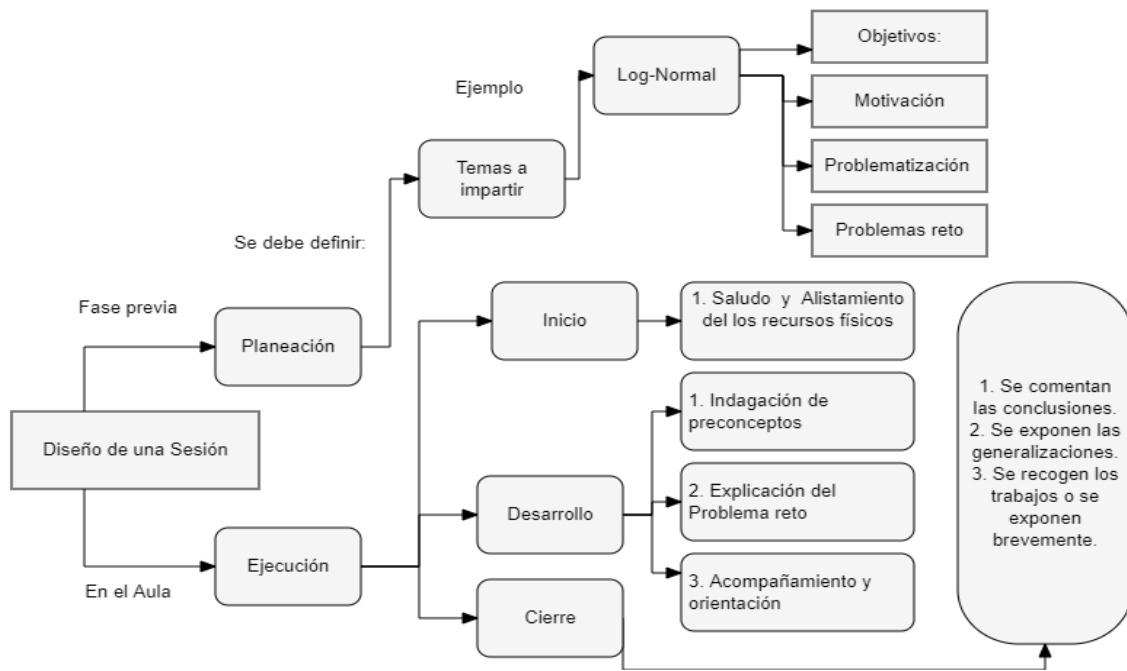 Objetivos:
Log-Normal
Ejemplo
Motivación
Temas a
impartir
Problematización
Problemas reto
Se debe definir:
Fase previa
Planeación
Inicio
1. Saludo y Alistamiento
del los recursos físicos
Diseño de una Sesión
1. Indagación de
preconceptos
Desarrollo
2. Explicación del
Problema reto
Ejecución
En el Aula
3. Acompañamiento y
orientación
Cierre
1. Se comentan
las conclusiones.
2. Se exponen las
generalizaciones.
3. Se recogen los
trabajos o se
exponen
brevemente.